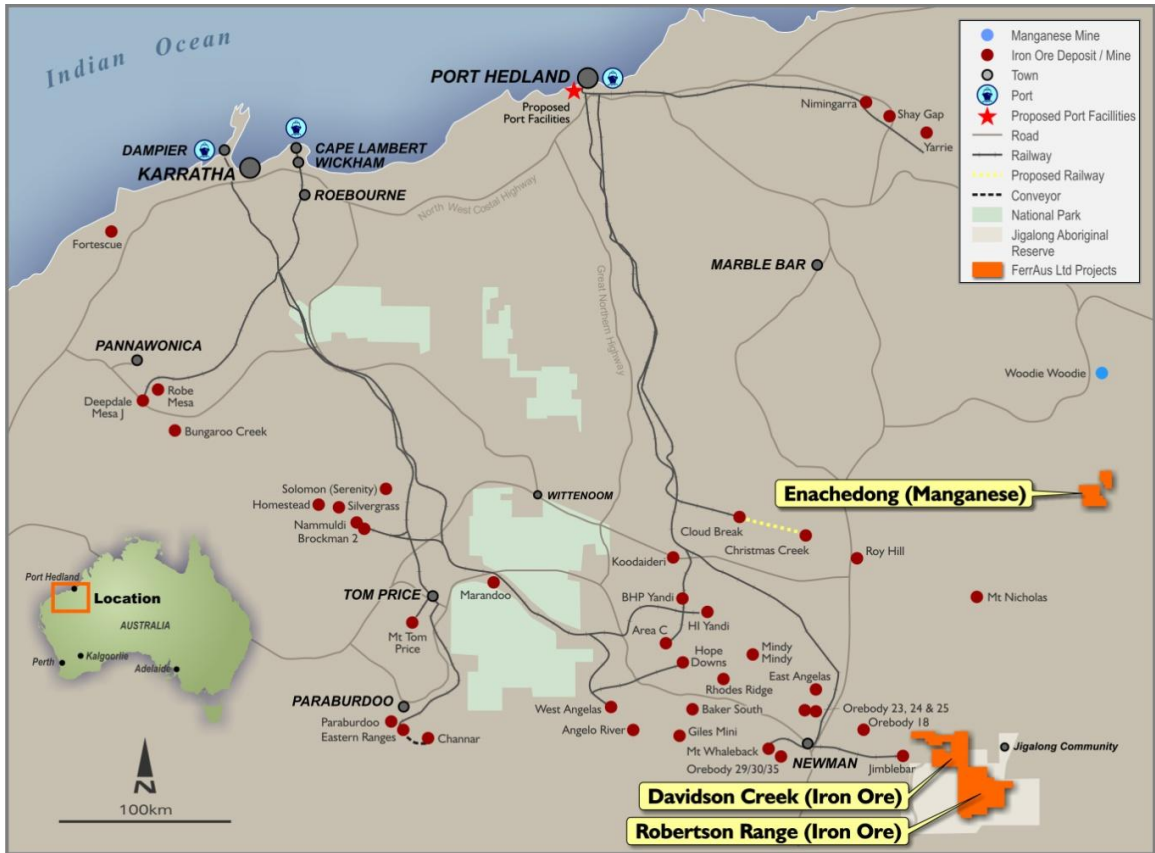 Indian Ocean
PORT HEDLAND
Proposed
Port Facilities
Nimingarra
Shay Gap
Yarrie
DAMPIER
KARRATHA
CAPE LAMBERT
WICKHAM
ROEBOURNE
North West Costal Highway
Fortescue
MARBLE BAR
Great Northern Highway
PANNAWONICA
Robe
Mesa
Deepdale
Mesa J
Bungaroo Creek
Woodie Woodie
Solomon (Serenity)
Homestead
Silvergrass
Nammuldi
Brockman 2
WITTENOOM
Enachedong (Manganese)
Cloud Break
Christmas Creek
Koodaideri
Roy Hill
TOM PRICE
Marandoo
BHP Yandi
HI Yandi
Mt Nicholas
Mt Tom
Price
Area C
Hope
Downs
Mindy
Mindy
Rhodes Ridge
East Angelas
PARABURDOO
Paraburdoo
Eastern Ranges
Channar
West Angelas
Baker South
Orebody 23, 24 & 25
Orebody 18
Angelo River
Giles Mini
Mt Whaleback
NEWMAN
Orebody 29/30/35
Jimblebar
Jigalong Community
Davidson Creek (Iron Ore)
Robertson Range (Iron Ore)
Manganese Mine
Iron Ore Deposit / Mine
Town
Port
Proposed Port Facillities
Road
Railway
Proposed Railway
Conveyor
National Park
Jigalong Aboriginal
Reserve
FerrAus Ltd Projects
Port Hedland
Location
AUSTRALIA
Perth
Kalgoorlie
Adelaide
N
100km